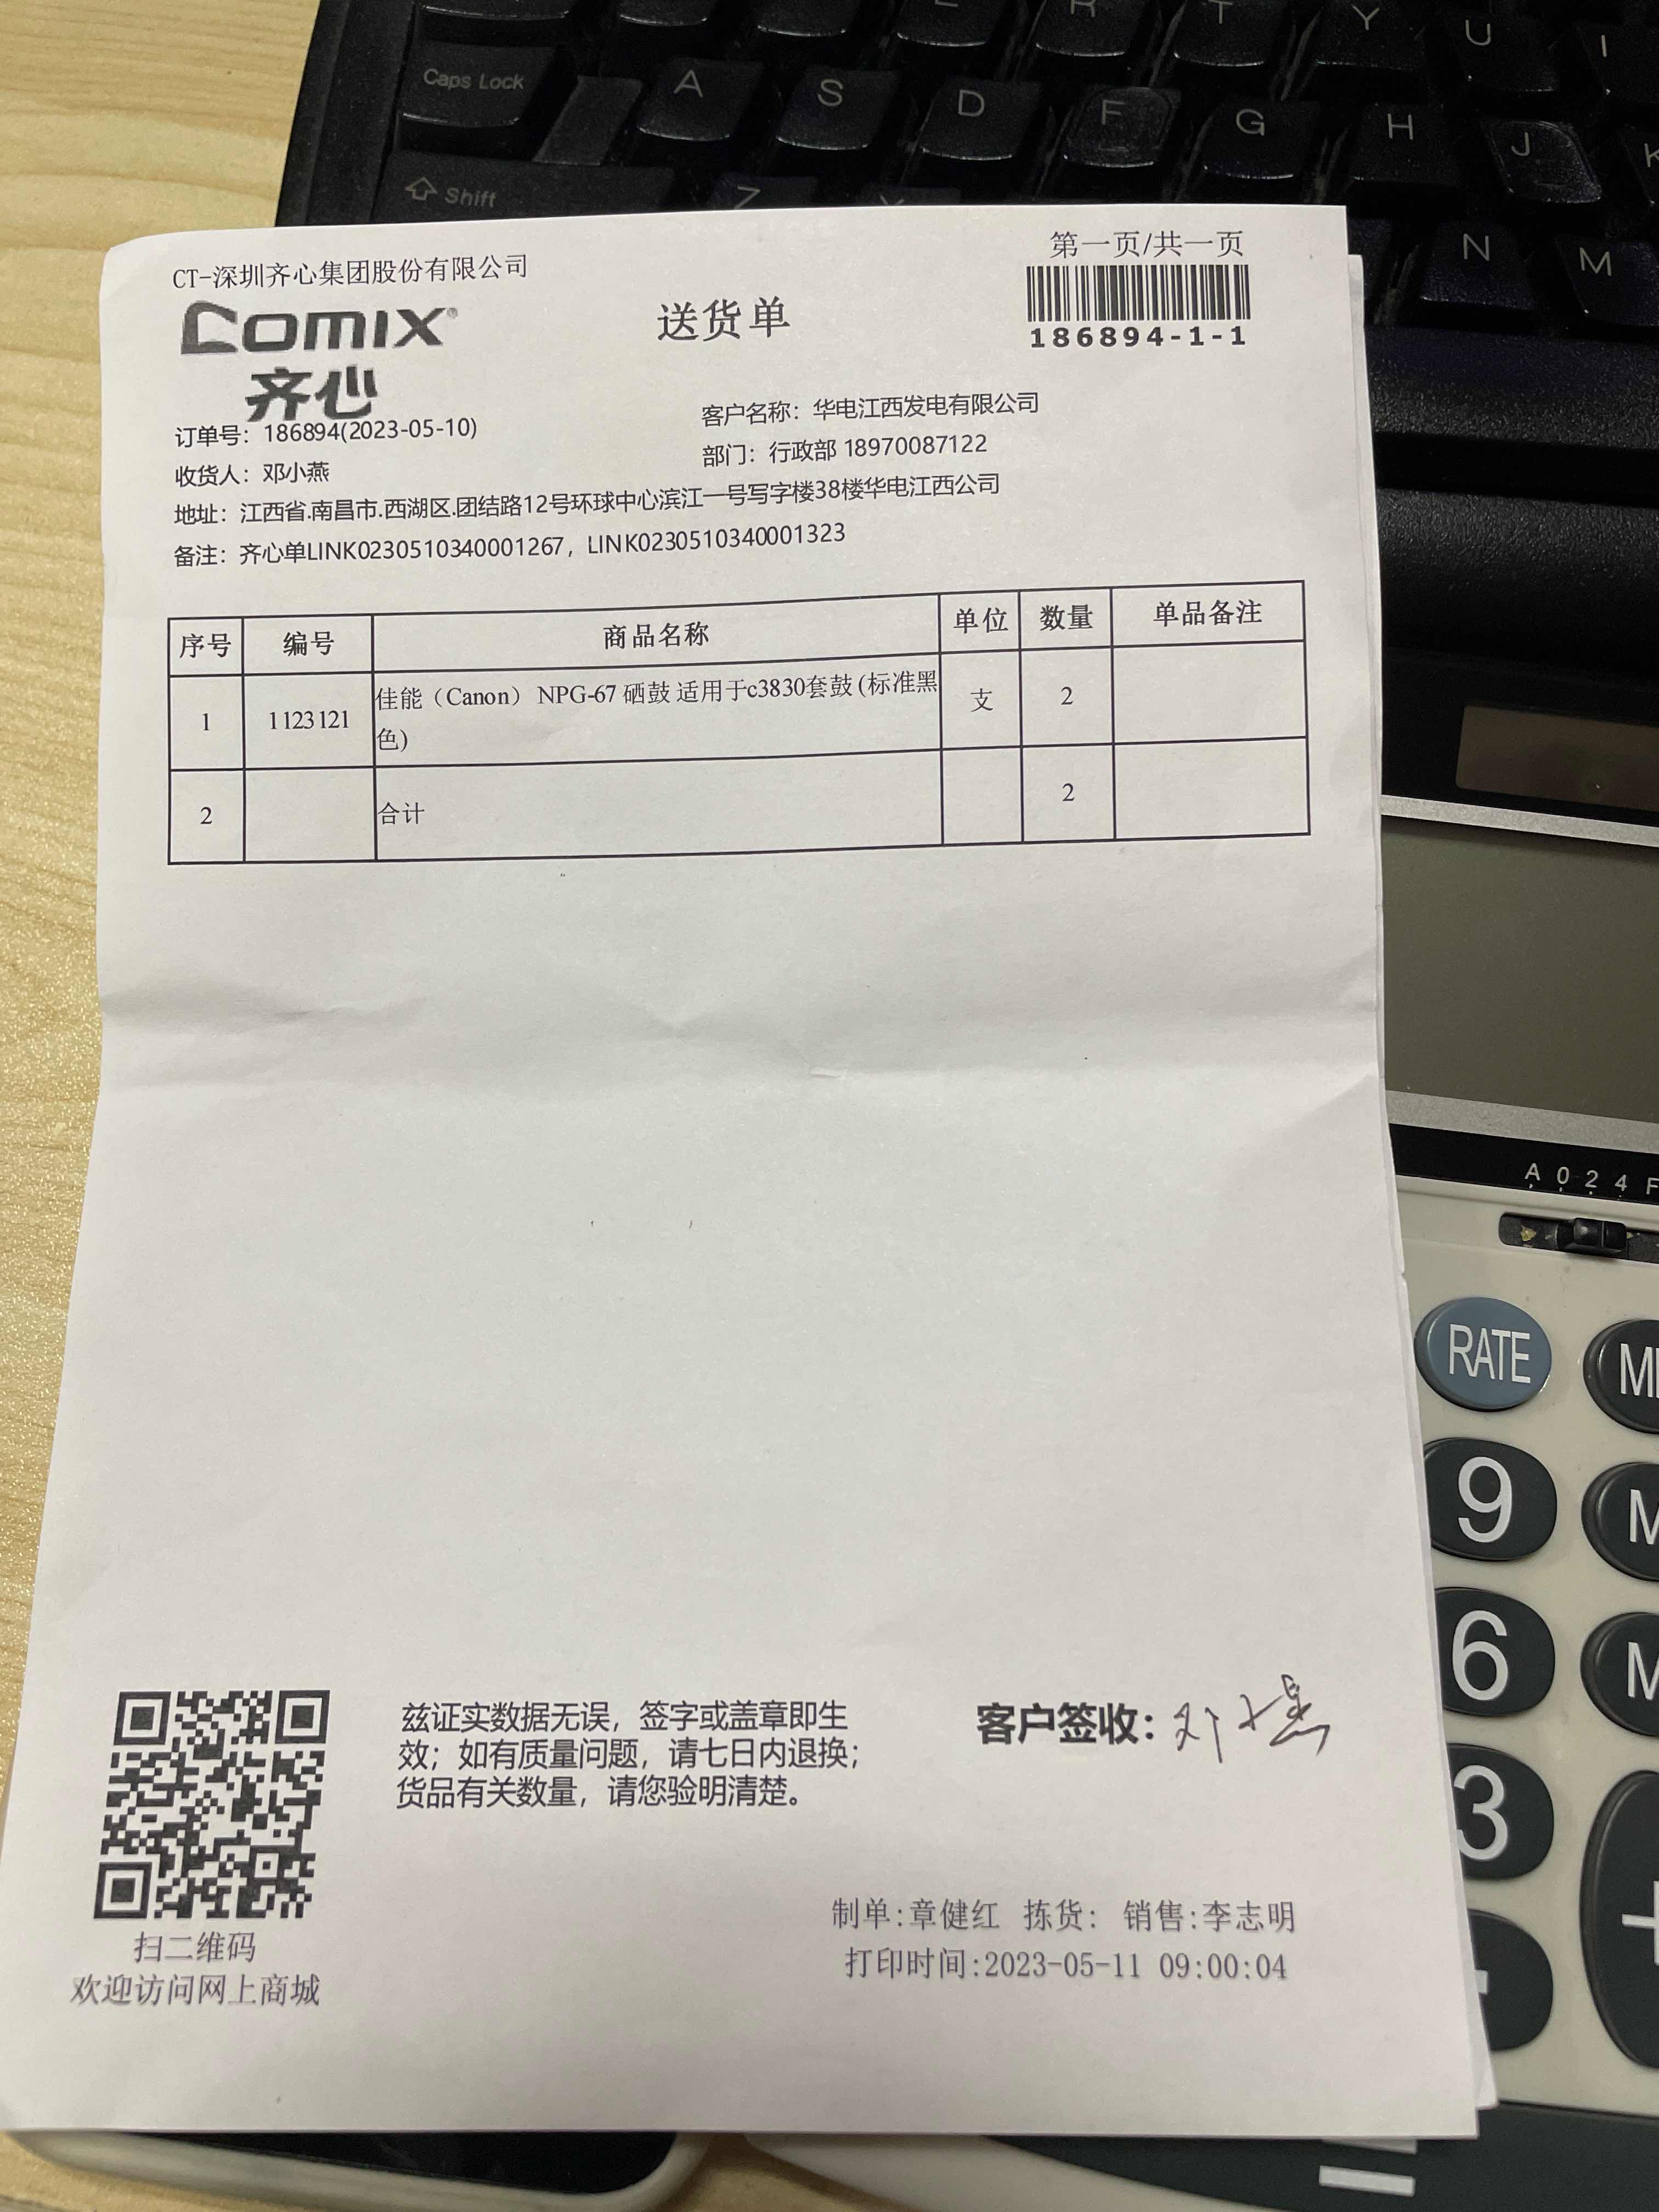 Caps Lock
A
S
D
F
G
H
J
Shift
R
T
Y
U
I
N
M
第一页/共一页
CT-深圳齐心集团股份有限公司
comix®
齐心
送货单
186894-1-1
订单号：186894(2023-05-10)
客户名称：华电江西发电有限公司
收货人：邓小燕
部门：行政部 18970087122
地址：江西省.南昌市.西湖区.团结路12号环球中心滨江一号写字楼38楼华电江西公司
备注：齐心单LINK0230510340001267，LINK0230510340001323
序号 编号 商品名称 单位 数量 单品备注
1 1123121 佳能（Canon） NPG-67 硒鼓 适用于c3830套鼓 (标准黑 支 2
色)
2 合计 2
兹证实数据无误，签字或盖章即生
效；如有质量问题，请七日内退换；
货品有关数量，请您验明清楚。
客户签收：邓小燕
扫二维码
欢迎访问网上商城
制单:章健红 拣货: 销售:李志明
打印时间:2023-05-11 09:00:04
A 0 2 4 F
RATE
9
6
3